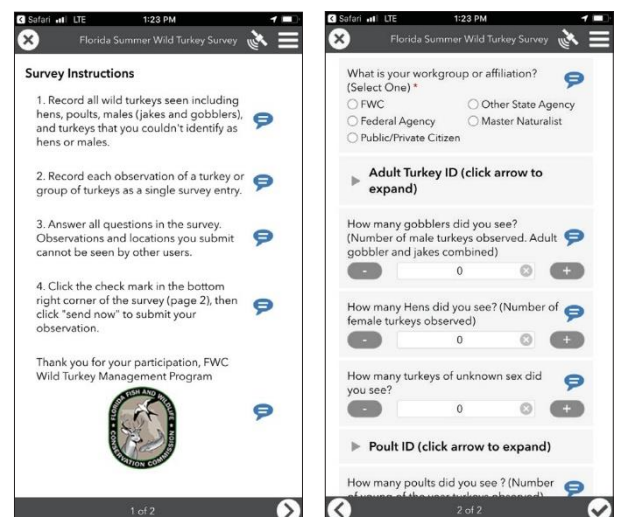 Safari LTE 1:23 PM
Florida Summer Wild Turkey Survey
Survey Instructions
1. Record all wild turkeys seen including
hens, poults, males (jakes and gobblers),
and turkeys that you couldn't identify as
hens or males.
2. Record each observation of a turkey or
group of turkeys as a single survey entry.
3. Answer all questions in the survey.
Observations and locations you submit
cannot be seen by other users.
4. Click the check mark in the bottom
right corner of the survey (page 2), then
click "send now" to submit your
observation.
Thank you for your participation, FWC
Wild Turkey Management Program
FLORIDA FISH AND WILDLIFE
CONSERVATION COMMISSION
1 of 2
Safari LTE 1:23 PM
Florida Summer Wild Turkey Survey
What is your workgroup or affiliation?
(Select One) *
FWC Other State Agency
Federal Agency Master Naturalist
Public/Private Citizen
Adult Turkey ID (click arrow to
expand)
How many gobblers did you see?
(Number of male turkeys observed. Adult
gobbler and jakes combined)
- 0 +
How many Hens did you see? (Number of
female turkeys observed)
- 0 +
How many turkeys of unknown sex did
you see?
- 0 +
Poult ID (click arrow to expand)
How many poults did you see ? (Number
of young of the year turkeys observed)
2 of 2